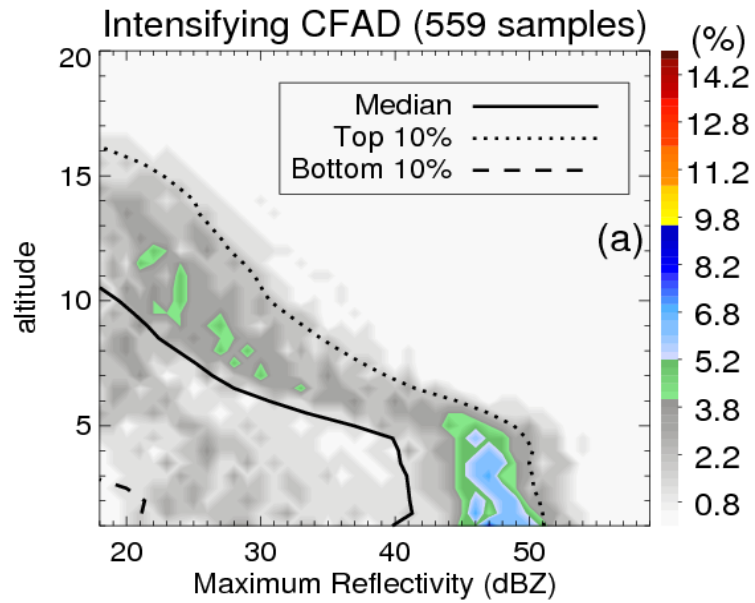 Intensifying CFAD (559 samples)
(%)
20
15
10
5
altitude
Median
Top 10%
Bottom 10%
(a)
14.2
12.8
11.2
9.8
8.2
6.8
5.2
3.8
2.2
0.8
20 30 40 50
Maximum Reflectivity (dBZ)